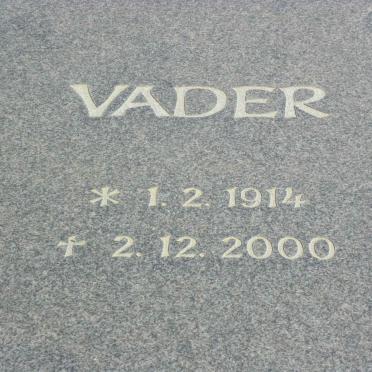 VADER
* 1. 2. 1914
† 2. 12. 2000